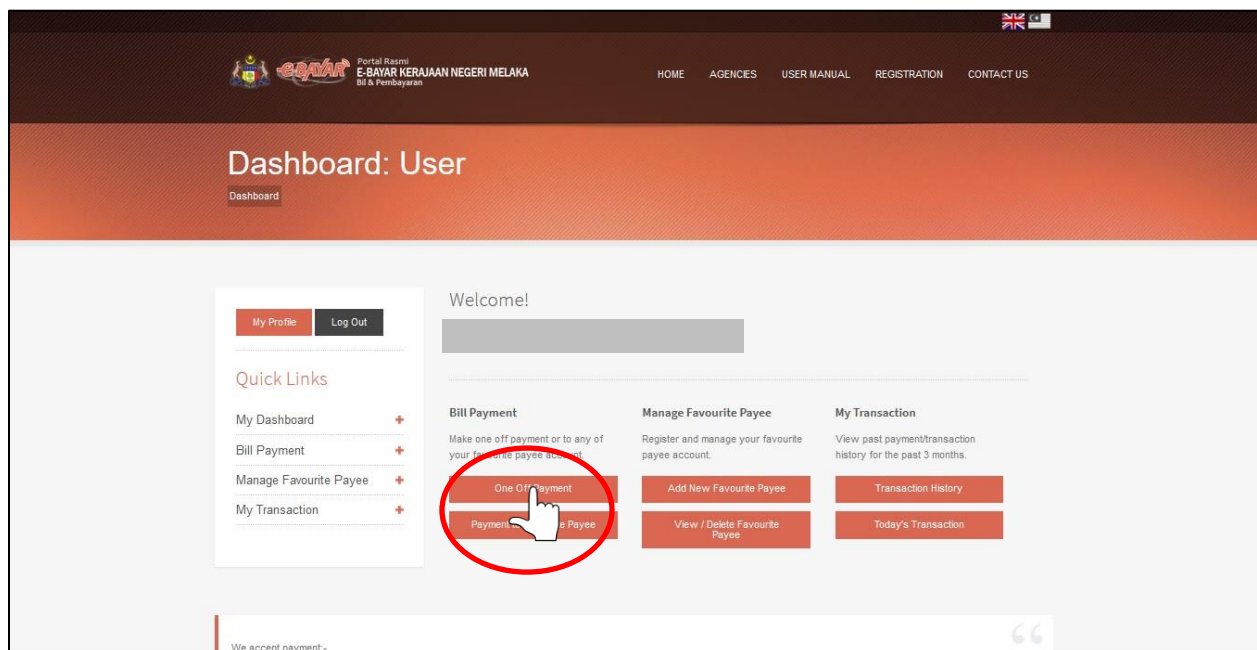 e-BAYAR
Portal Rasmi
E-BAYAR KERAJAAN NEGERI MELAKA
Bil & Pembayaran
HOME AGENCIES USER MANUAL REGISTRATION CONTACT US
Dashboard: User
Dashboard
My Profile Log Out
Quick Links
My Dashboard
Bill Payment
Manage Favourite Payee
My Transaction
Welcome!
Bill Payment
Make one off payment or to any of
your favourite payee account.
One Off Payment
Payment Payee
Manage Favourite Payee
Register and manage your favourite
payee account.
Add New Favourite Payee
View / Delete Favourite
Payee
My Transaction
View past payment/transaction
history for the past 3 months.
Transaction History
Today's Transaction
We accept payment:-